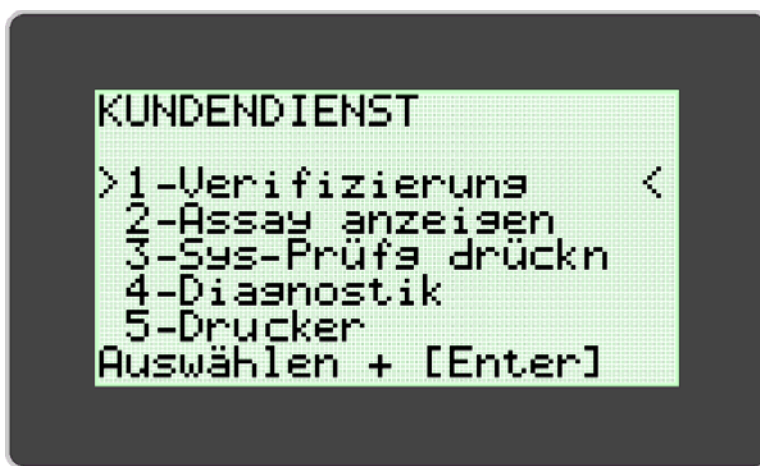 KUNDENDIENST
>1-Verifizierung <
2-Assay anzeigen
3-Sys-Prüfg drückn
4-Diagnostik
5-Drucker
Auswählen + [Enter]